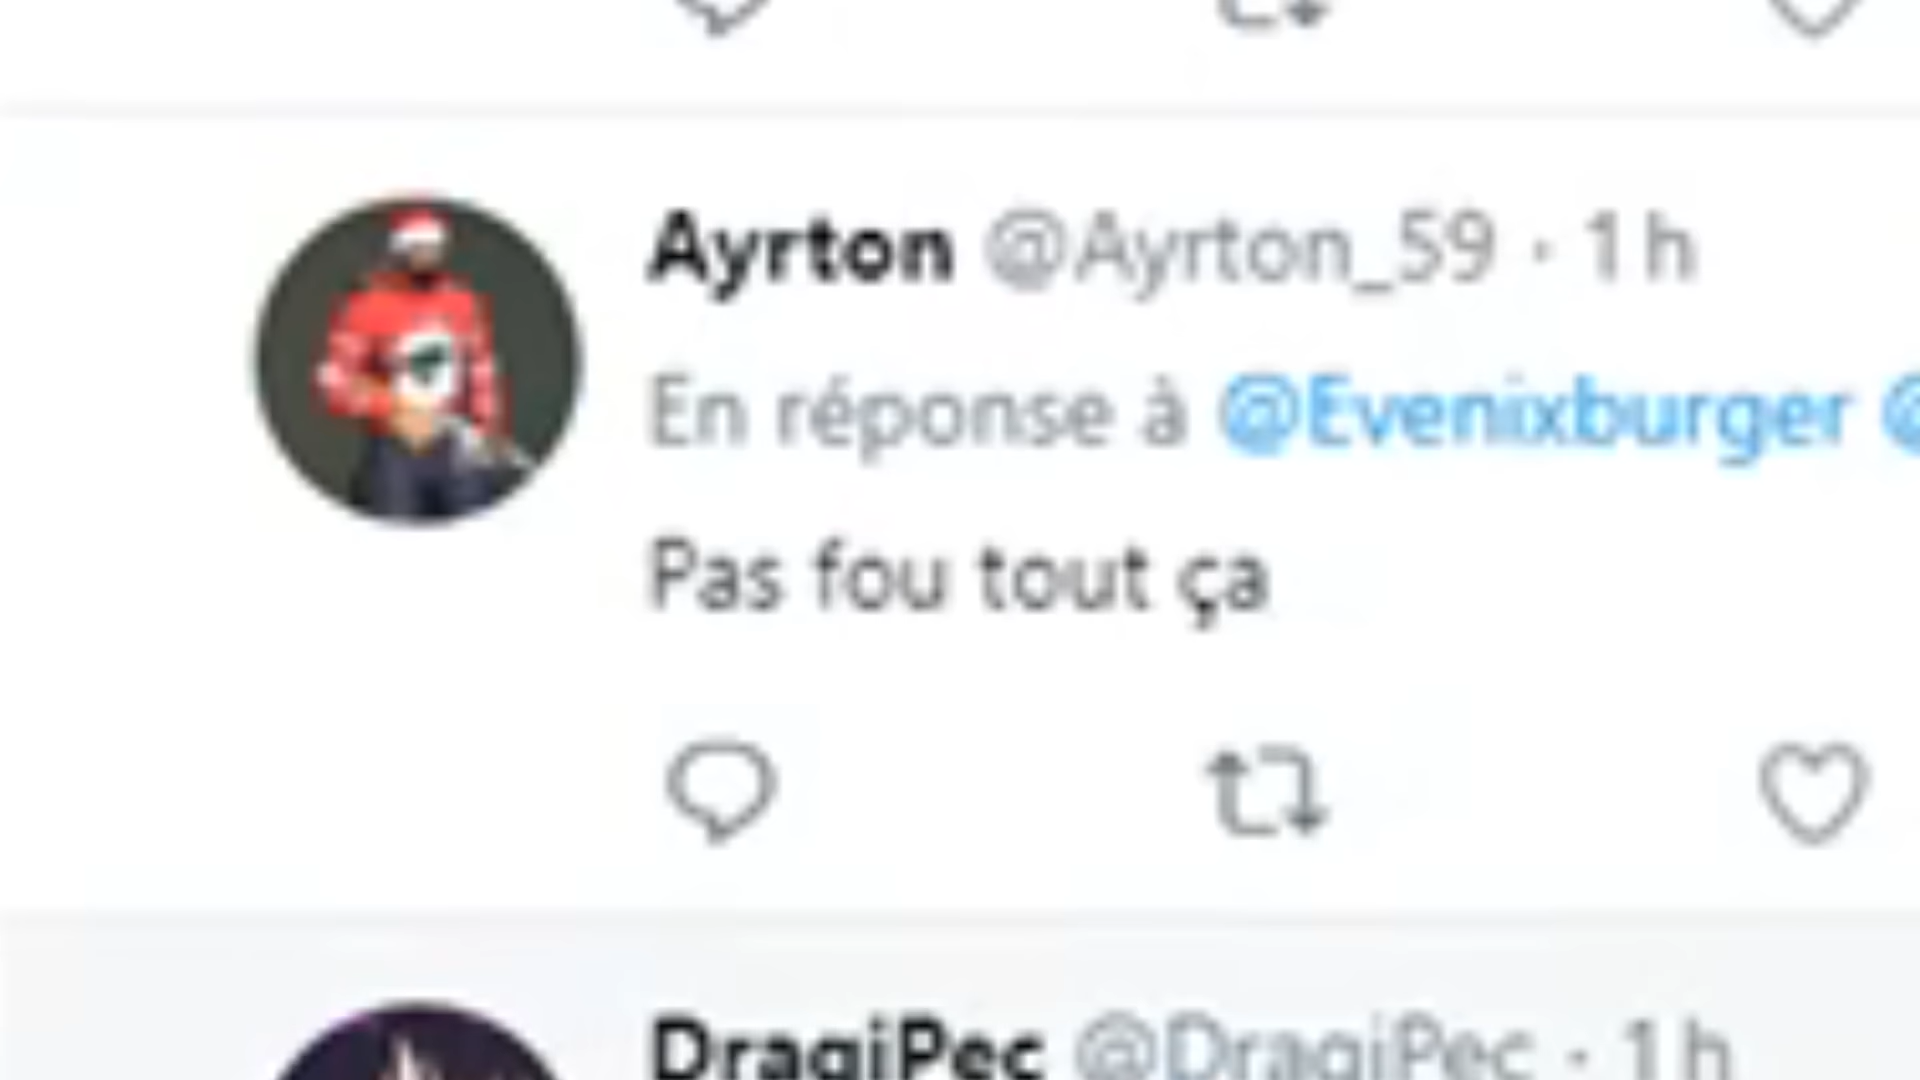 Ayrton @Ayrton_59 · 1 h
En réponse à @Evenixburger @
Pas fou tout ça
DragiPec @DragiPec · 1 h